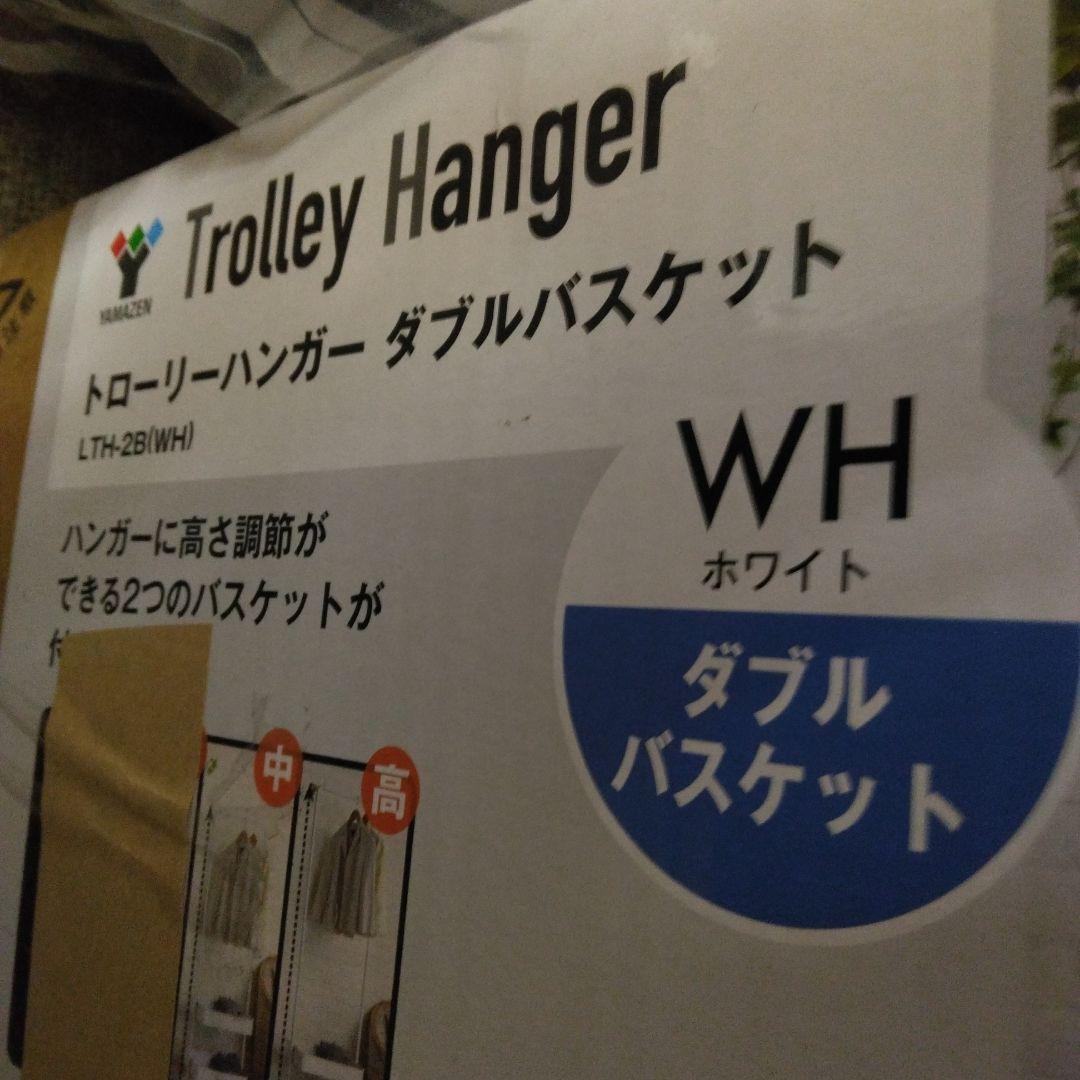 YAMAZEN
Trolley Hanger
トローリーハンガー ダブルバスケット
LTH-2B(WH)
ハンガーに高さ調節が
できる2つのバスケットが
付
WH
ホワイト
ダブル
バスケット
中
高